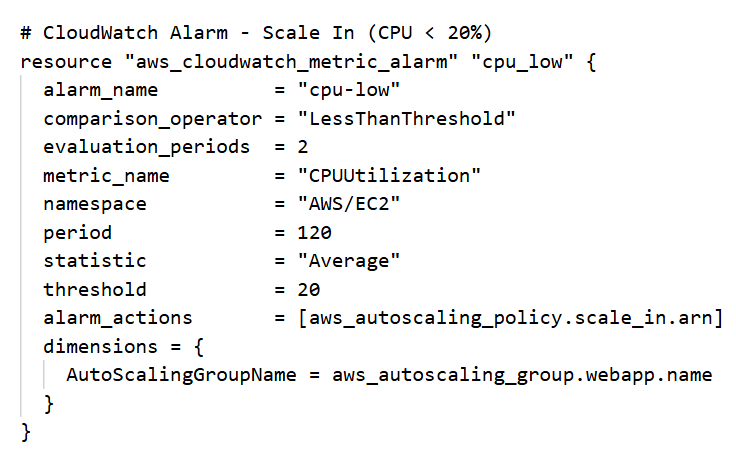 # CloudWatch Alarm - Scale In (CPU < 20%)
resource "aws_cloudwatch_metric_alarm" "cpu_low" {
  alarm_name          = "cpu-low"
  comparison_operator = "LessThanThreshold"
  evaluation_periods  = 2
  metric_name         = "CPUUtilization"
  namespace           = "AWS/EC2"
  period              = 120
  statistic           = "Average"
  threshold           = 20
  alarm_actions       = [aws_autoscaling_policy.scale_in.arn]
  dimensions = {
    AutoScalingGroupName = aws_autoscaling_group.webapp.name
  }
}